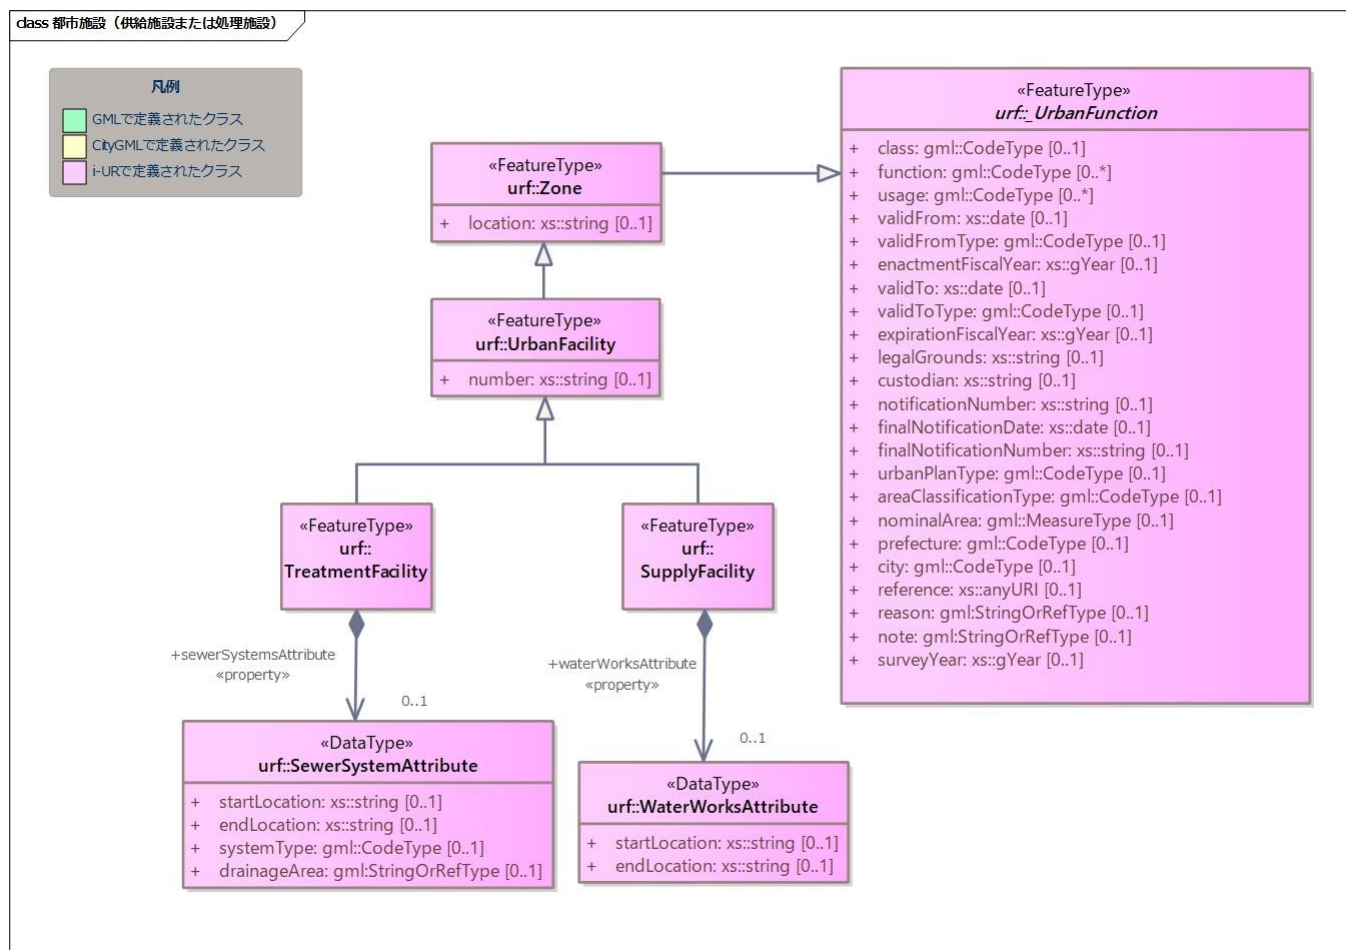 class 都市施設（供給施設または処理施設）
凡例
GMLで定義されたクラス
CityGMLで定義されたクラス
i-URで定義されたクラス
«FeatureType»
urf::_UrbanFunction
+ class: gml::CodeType [0..1]
+ function: gml::CodeType [0..*]
+ usage: gml::CodeType [0..*]
+ validFrom: xs::date [0..1]
+ validFromType: gml::CodeType [0..1]
+ enactmentFiscalYear: xs::gYear [0..1]
+ validTo: xs::date [0..1]
+ validToType: gml::CodeType [0..1]
+ expirationFiscalYear: xs::gYear [0..1]
+ legalGrounds: xs::string [0..1]
+ custodian: xs::string [0..1]
+ notificationNumber: xs::string [0..1]
+ finalNotificationDate: xs::date [0..1]
+ finalNotificationNumber: xs::string [0..1]
+ urbanPlanType: gml::CodeType [0..1]
+ areaClassificationType: gml::CodeType [0..1]
+ nominalArea: gml::MeasureType [0..1]
+ prefecture: gml::CodeType [0..1]
+ city: gml::CodeType [0..1]
+ reference: xs::anyURI [0..1]
+ reason: gml:StringOrRefType [0..1]
+ note: gml:StringOrRefType [0..1]
+ surveyYear: xs::gYear [0..1]
«FeatureType»
urf::Zone
+ location: xs::string [0..1]
«FeatureType»
urf::UrbanFacility
+ number: xs::string [0..1]
«FeatureType»
urf::
TreatmentFacility
«FeatureType»
urf::
SupplyFacility
+sewerSystemsAttribute
«property»
0..1
+waterWorksAttribute
«property»
0..1
«DataType»
urf::SewerSystemAttribute
+ startLocation: xs::string [0..1]
+ endLocation: xs::string [0..1]
+ systemType: gml::CodeType [0..1]
+ drainageArea: gml:StringOrRefType [0..1]
«DataType»
urf::WaterWorksAttribute
+ startLocation: xs::string [0..1]
+ endLocation: xs::string [0..1]